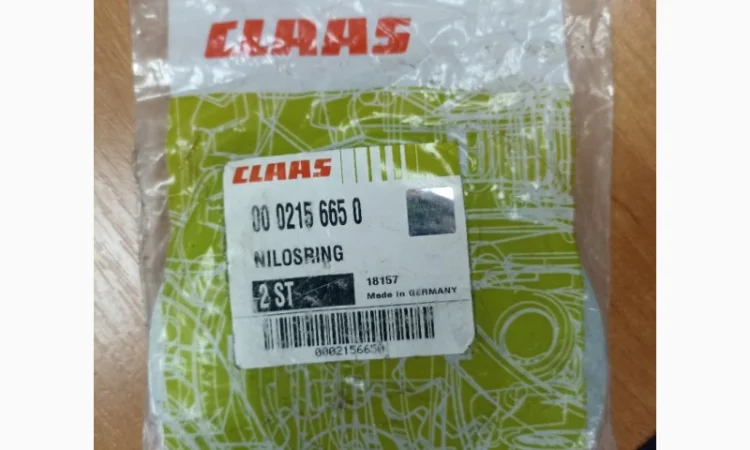 CLAAS
CLAAS
00 0215 665 0
NILOSRING
2 ST
18157
Made in GERMANY
0002156650